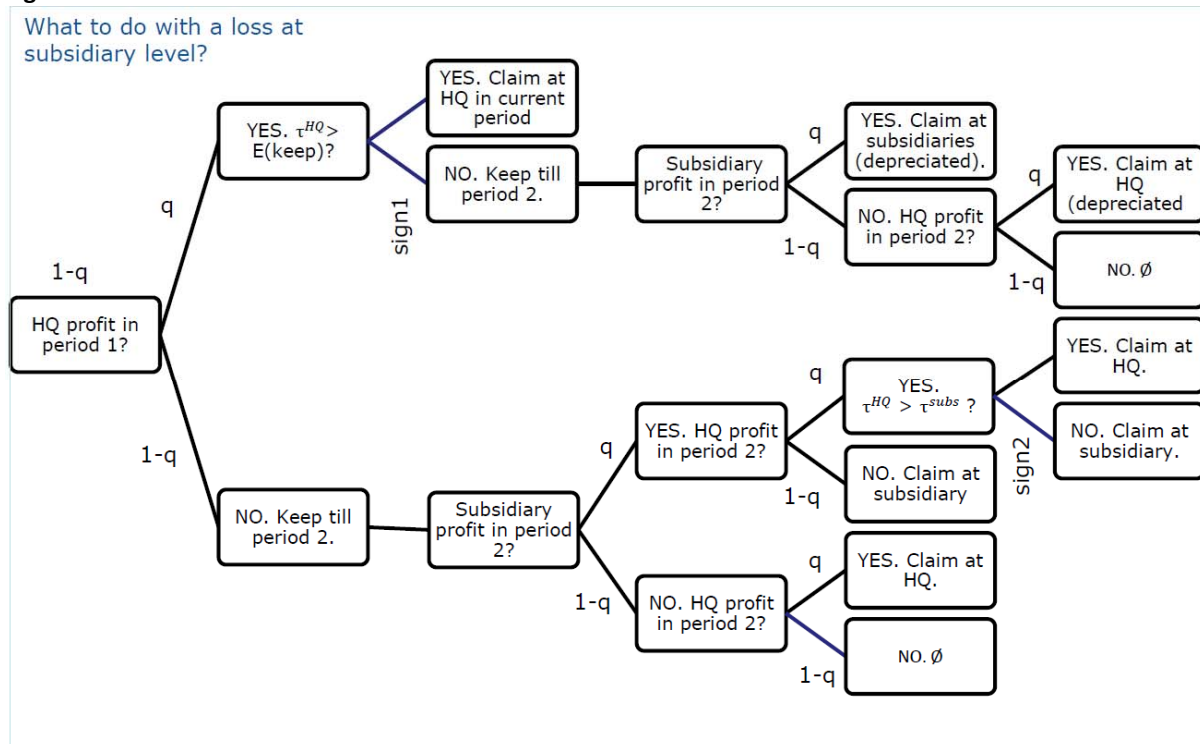 What to do with a loss at
subsidiary level?
YES. Claim at
HQ in current
period
YES. τ^HQ >
E(keep)?
q
YES. Claim at
subsidiaries
(depreciated).
NO. Keep till
period 2.
Subsidiary
profit in period
2?
q
YES. Claim at
HQ
(depreciated
q
sign1
1-q
NO. HQ profit
in period 2?
1-q
NO. Ø
1-q
HQ profit in
period 1?
YES. Claim at
HQ.
q
YES.
τ^HQ > τ^subs ?
1-q
q
YES. HQ profit
in period 2?
sign2
NO. Claim at
subsidiary.
1-q
NO. Claim at
subsidiary
NO. Keep till
period 2.
Subsidiary
profit in period
2?
q
YES. Claim at
HQ.
1-q
NO. HQ profit
in period 2?
1-q
NO. Ø